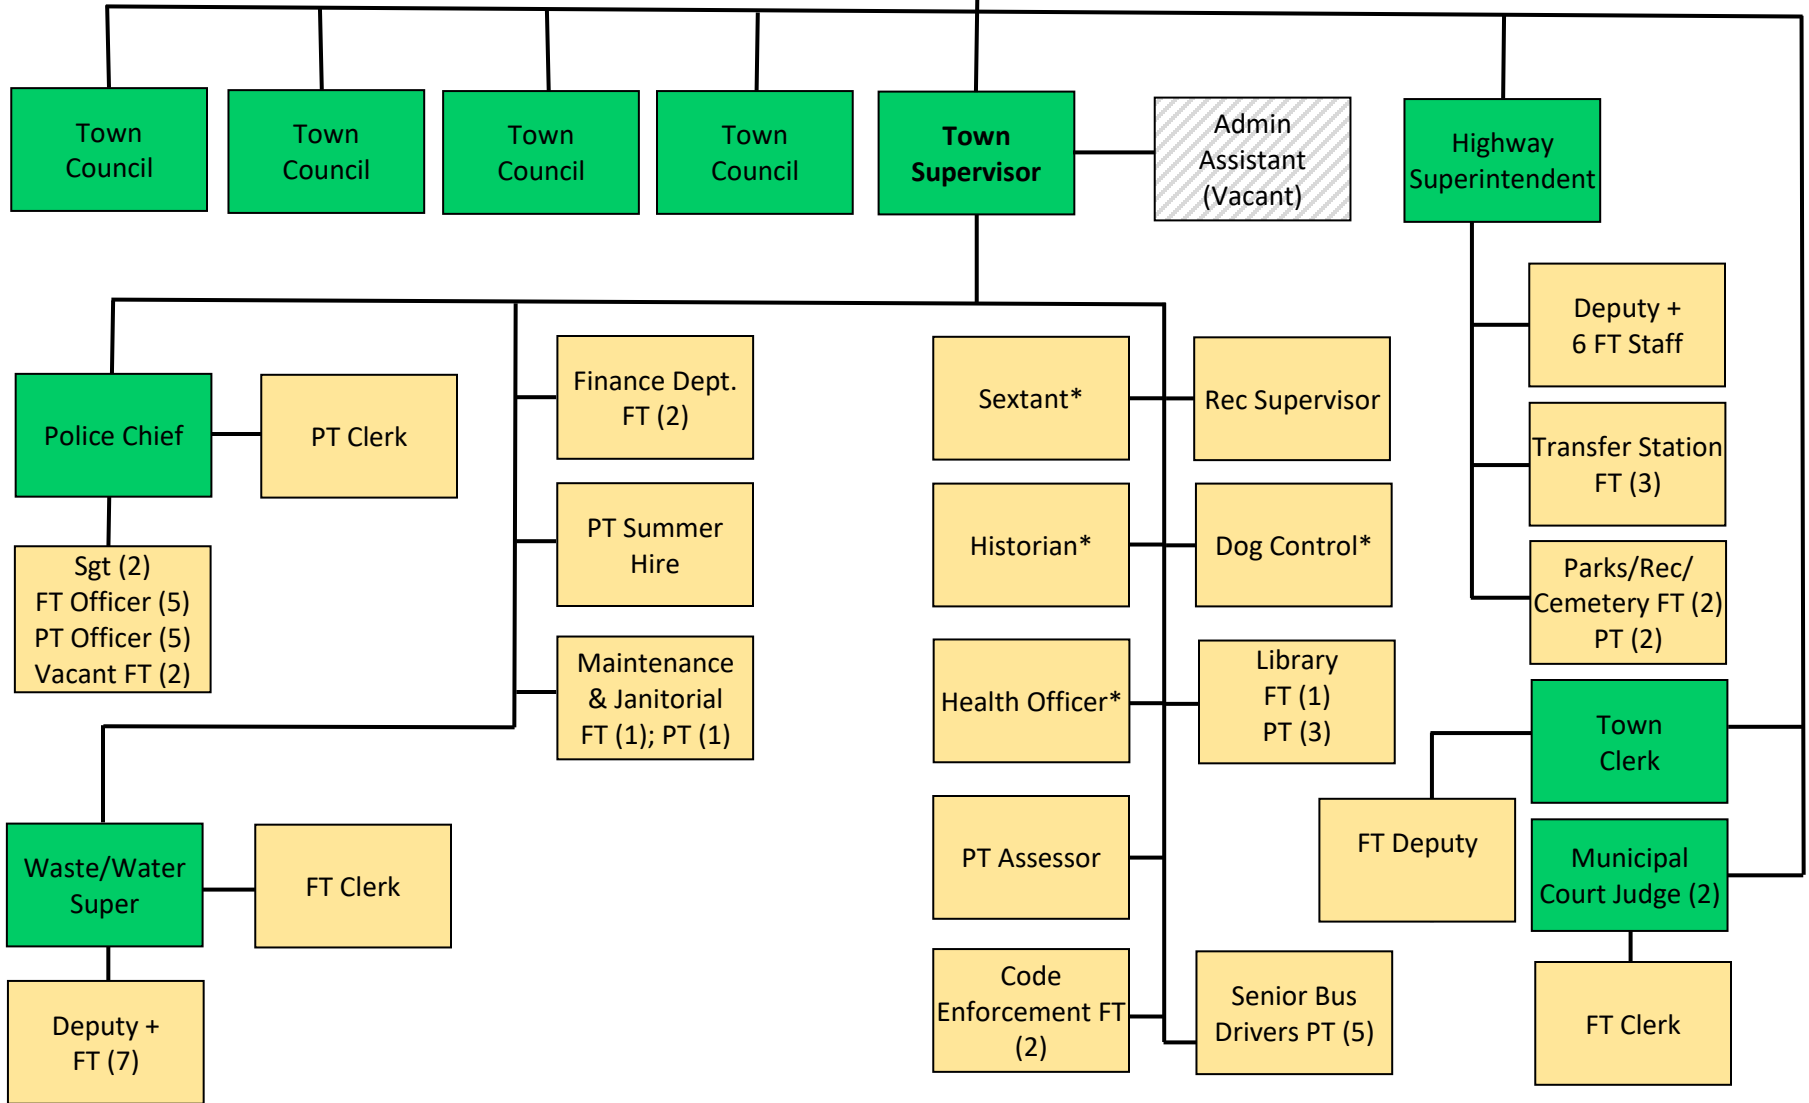 Town
Council
Town
Council
Town
Council
Town
Council
Town
Supervisor
Admin
Assistant
(Vacant)
Highway
Superintendent
Deputy +
6 FT Staff
Transfer Station
FT (3)
Parks/Rec/
Cemetery FT (2)
PT (2)
Police Chief
PT Clerk
Sgt (2)
FT Officer (5)
PT Officer (5)
Vacant FT (2)
Finance Dept.
FT (2)
PT Summer
Hire
Maintenance
& Janitorial
FT (1); PT (1)
Waste/Water
Super
FT Clerk
Deputy +
FT (7)
Sextant*
Rec Supervisor
Historian*
Dog Control*
Health Officer*
Library
FT (1)
PT (3)
PT Assessor
Code
Enforcement FT
(2)
Senior Bus
Drivers PT (5)
Town
Clerk
FT Deputy
Municipal
Court Judge (2)
FT Clerk